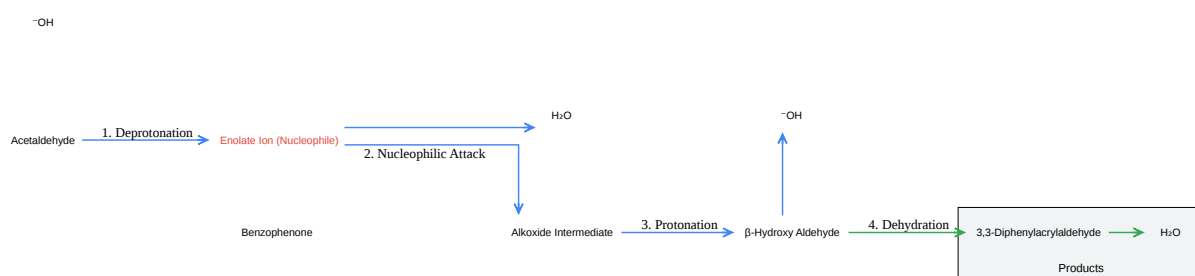 ⁻OH
H₂O
⁻OH
Acetaldehyde
1. Deprotonation
Enolate Ion (Nucleophile)
2. Nucleophilic Attack
Benzophenone
Alkoxide Intermediate
3. Protonation
β-Hydroxy Aldehyde
4. Dehydration
3,3-Diphenylacrylaldehyde
H₂O
Products